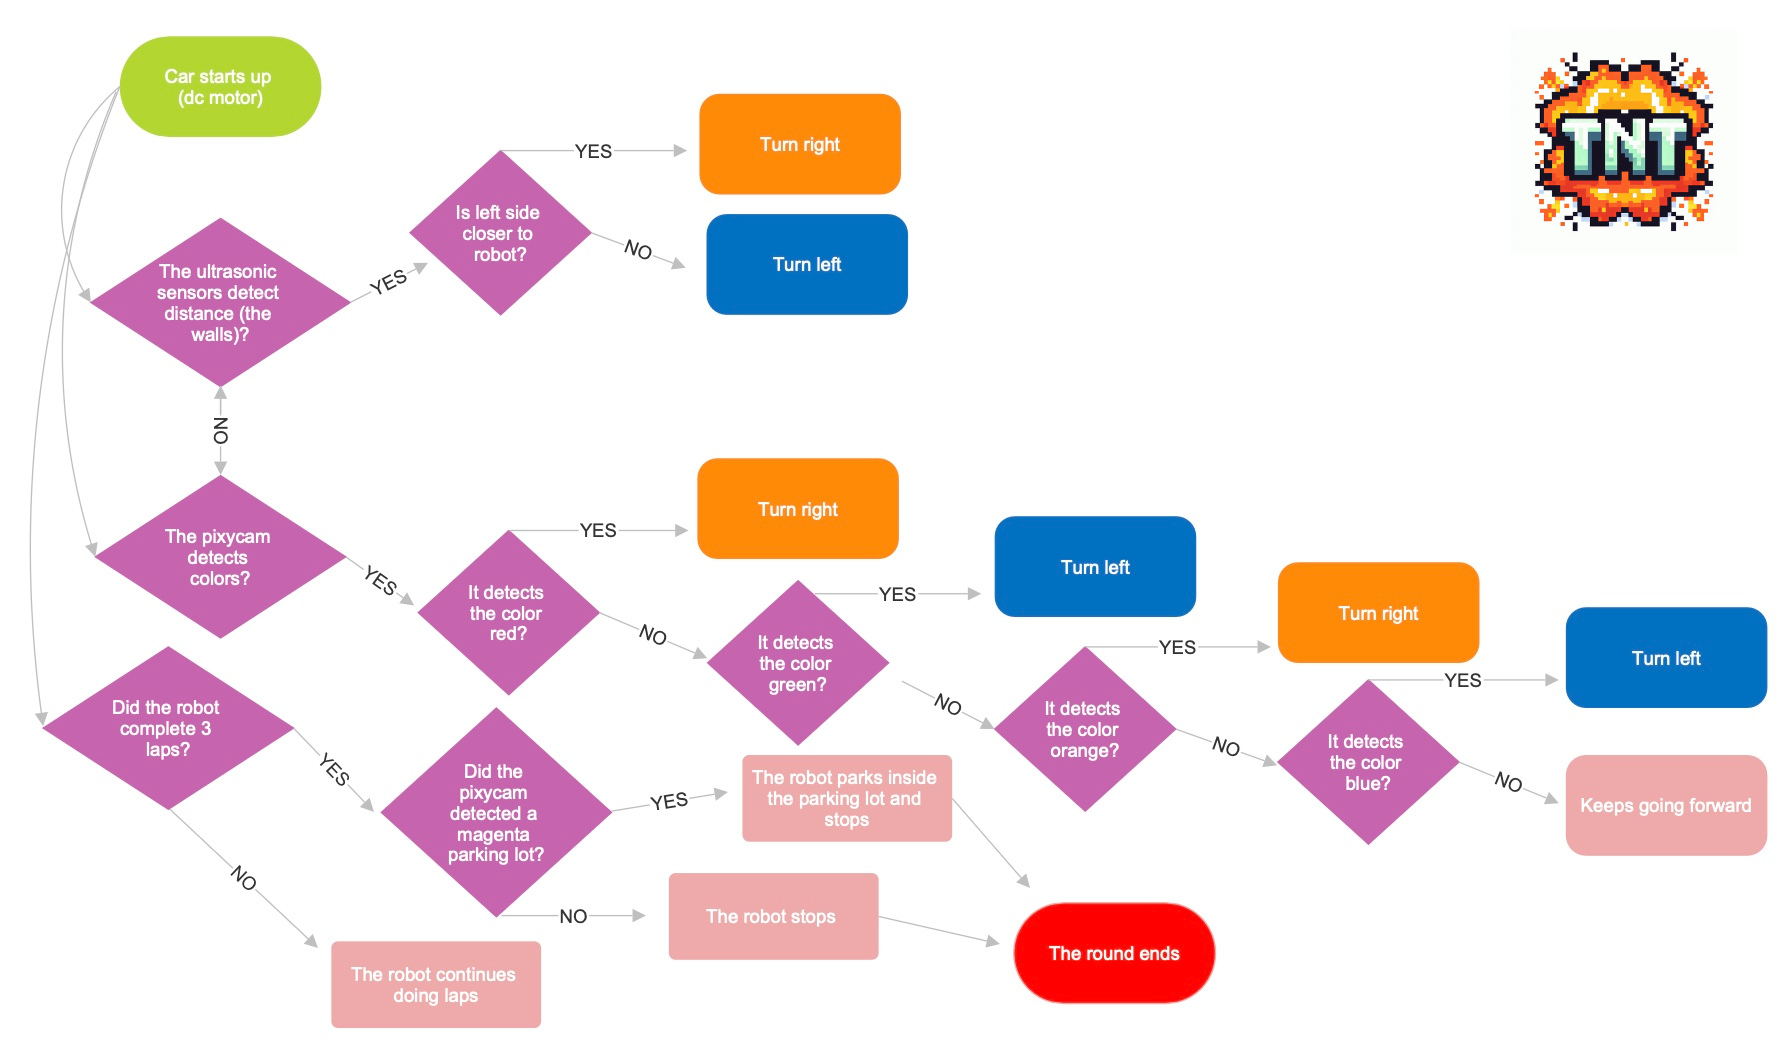 Car starts up
(dc motor)
TNT
YES
Turn right
Is left side
closer to
robot?
NO
Turn left
The ultrasonic
sensors detect
distance (the
walls)?
YES
NO
The pixycam
detects
colors?
YES
It detects
the color
red?
YES
Turn right
NO
It detects
the color
green?
YES
Turn left
NO
It detects
the color
orange?
YES
Turn right
NO
It detects
the color
blue?
YES
Turn left
NO
Keeps going forward
Did the robot
complete 3
laps?
YES
Did the
pixycam
detected a
magenta
parking lot?
YES
The robot parks inside
the parking lot and
stops
NO
The robot stops
NO
The robot continues
doing laps
The round ends